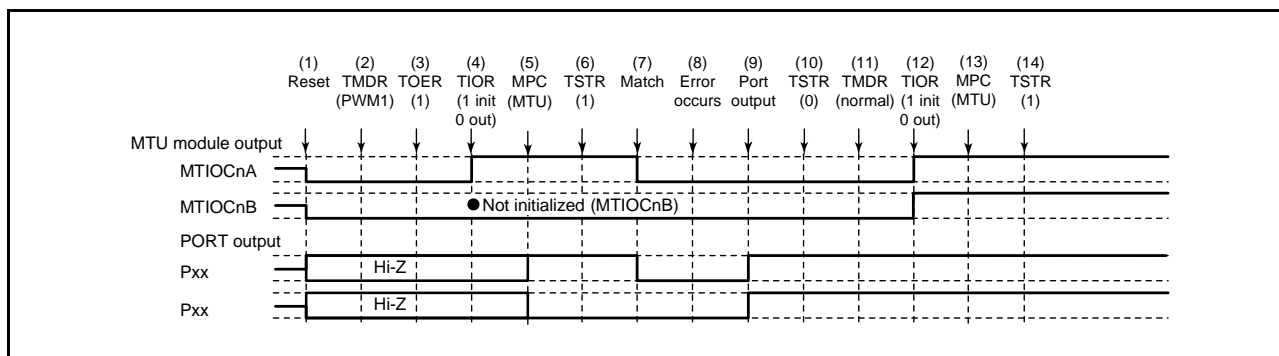 (1) (2) (3) (4) (5) (6) (7) (8) (9) (10) (11) (12) (13) (14)
Reset TMDR TOER TIOR MPC TSTR Match Error Port TSTR TMDR TIOR MPC TSTR
(PWM1) (1) (1 init (MTU) (1) occurs output (0) (normal) (1 init (MTU) (1)
0 out) 0 out)
MTU module output
MTIOCnA
MTIOCnB ●Not initialized (MTIOCnB)
PORT output
Pxx Hi-Z
Pxx Hi-Z